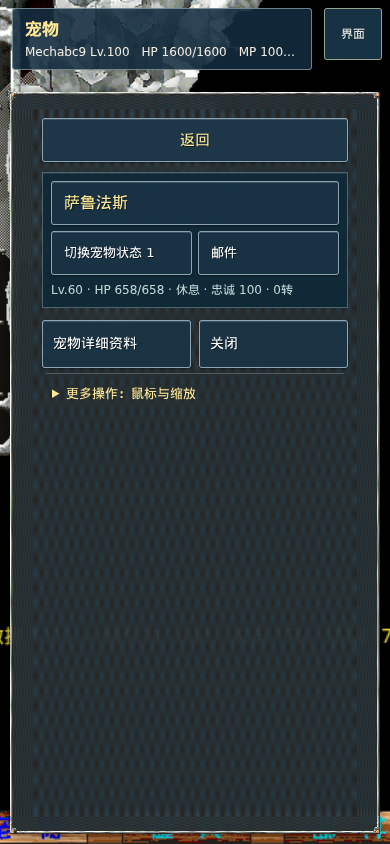 宠物
Mechabc9 Lv.100 HP 1600/1600 MP 100...
界面
返回
萨鲁法斯
切换宠物状态 1
邮件
Lv.60 · HP 658/658 · 休息 · 忠诚 100 · 0转
宠物详细资料
关闭
▶ 更多操作: 鼠标与缩放
7